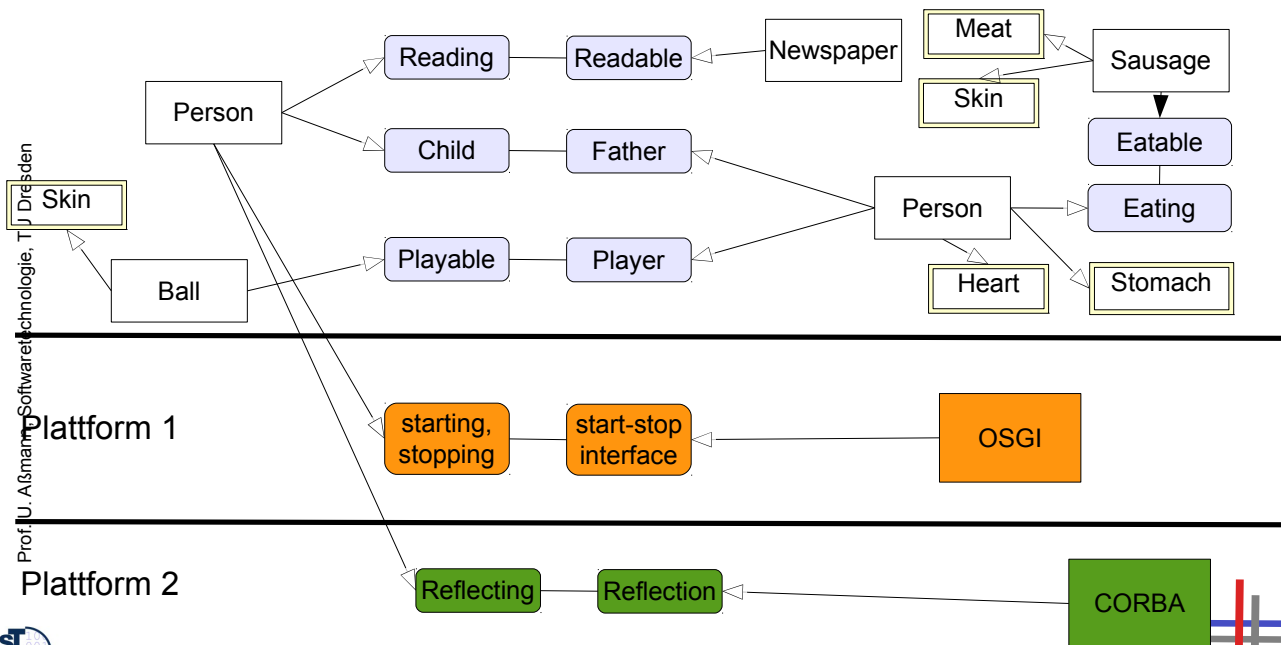 Meat
Reading
Readable
Newspaper
Sausage
Skin
Person
Child
Father
Eatable
Skin
Person
Eating
Playable
Player
Ball
Heart
Stomach
Prof. U. Aßmann, Softwaretechnologie, TU Dresden
Plattform 1
starting,
stopping
start-stop
interface
OSGI
Plattform 2
Reflecting
Reflection
CORBA
ST